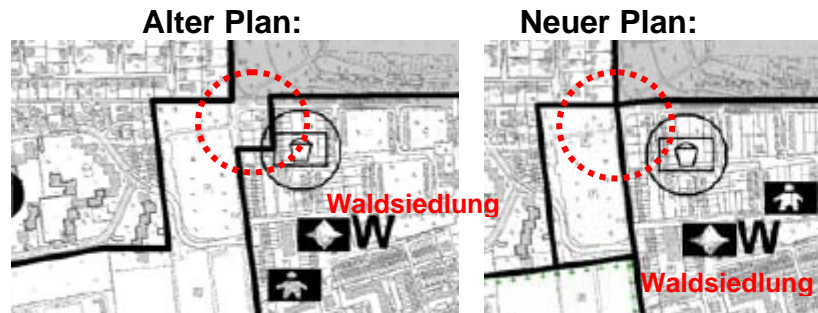 Alter Plan:
Neuer Plan:
Waldsiedlung
W
W
Waldsiedlung